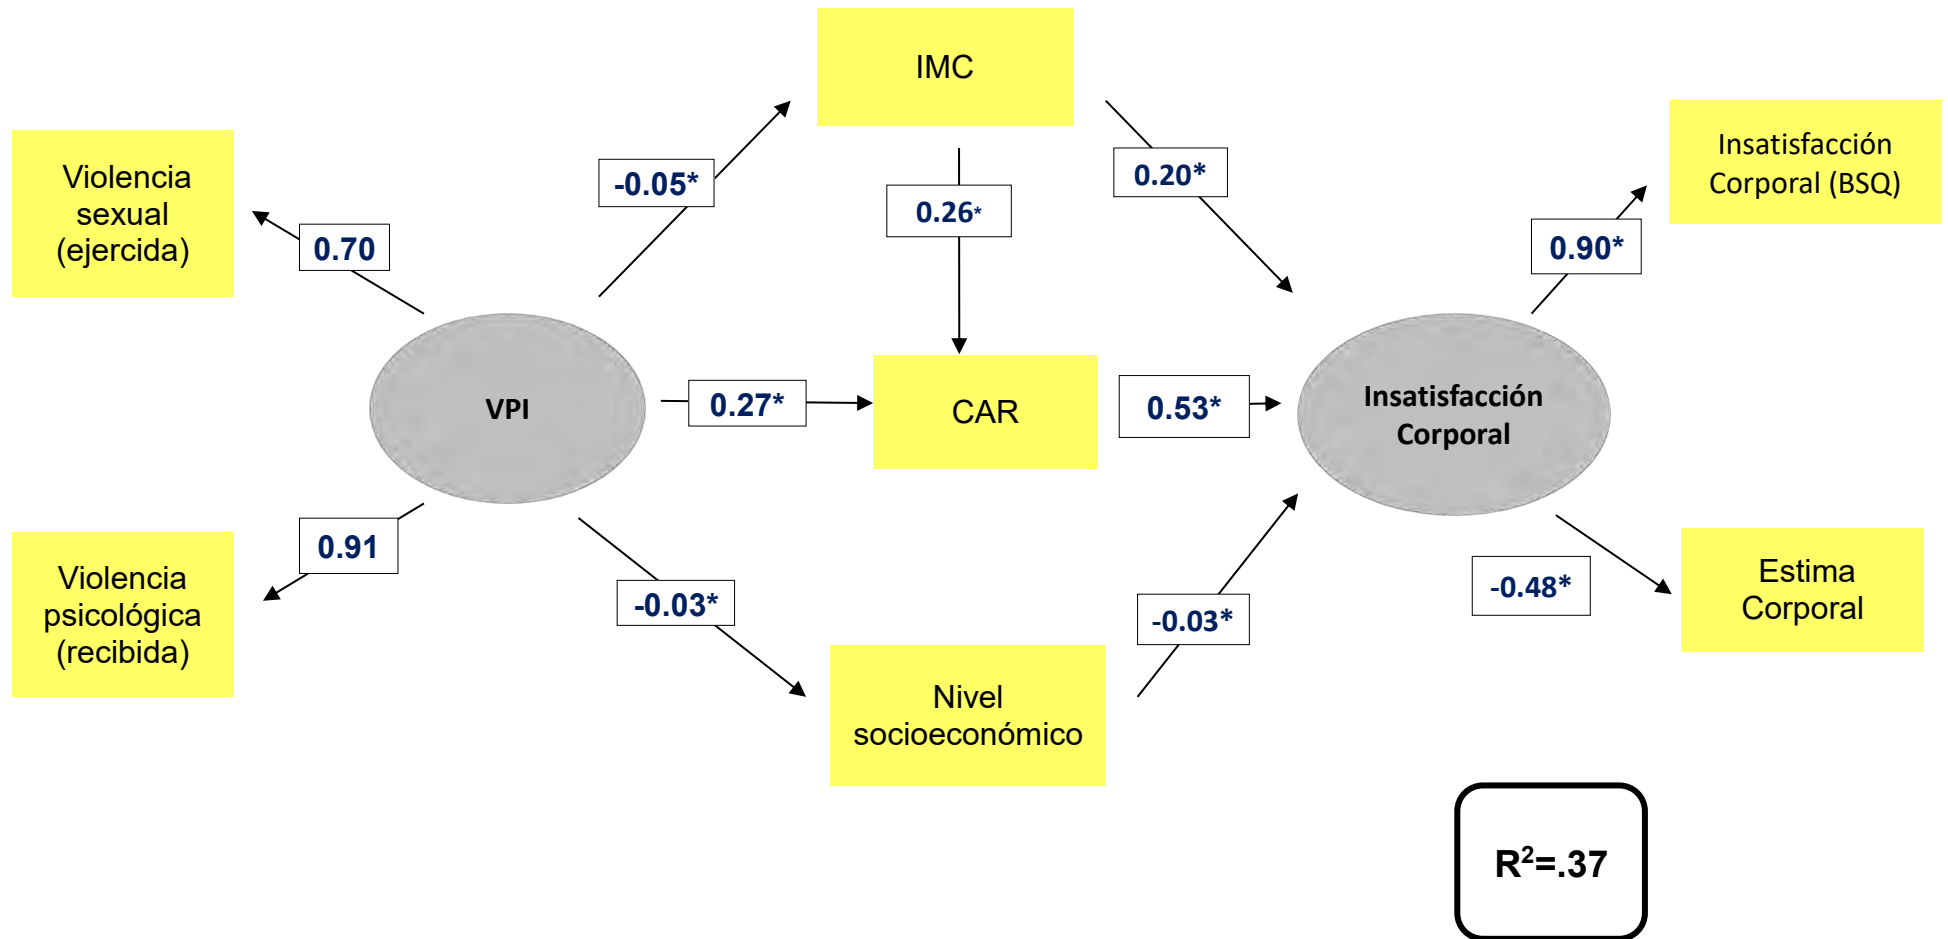 IMC
Violencia
sexual
(ejercida)
-0.05*
0.20*
Insatisfacción
Corporal (BSQ)
0.26*
0.70
0.90*
VPI
0.27*
CAR
0.53*
Insatisfacción
Corporal
0.91
Violencia
psicológica
(recibida)
-0.03*
-0.03*
-0.48*
Estima
Corporal
Nivel
socioeconómico
R²=.37